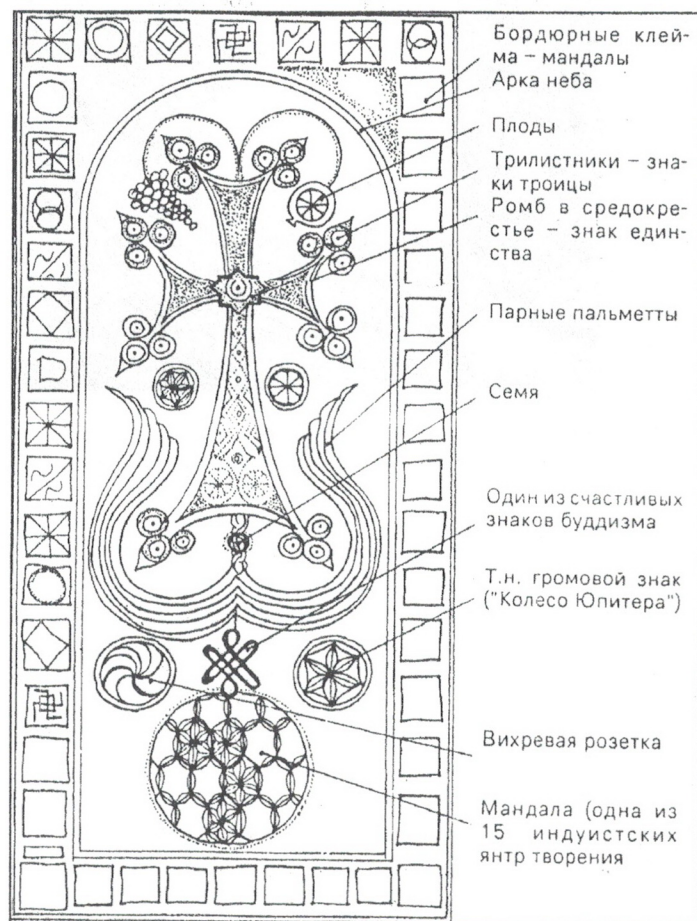 Бордюрные клей-
ма – мандалы
Арка неба
Плоды
Трилистники – зна-
ки троицы
Ромб в средокре-
стье – знак един-
ства
Парные пальметты
Семя
Один из счастливых
знаков буддизма
Т.н. громовой знак
("Колесо Юпитера")
Вихревая розетка
Мандала (одна из
15 индуистских
янтр творения